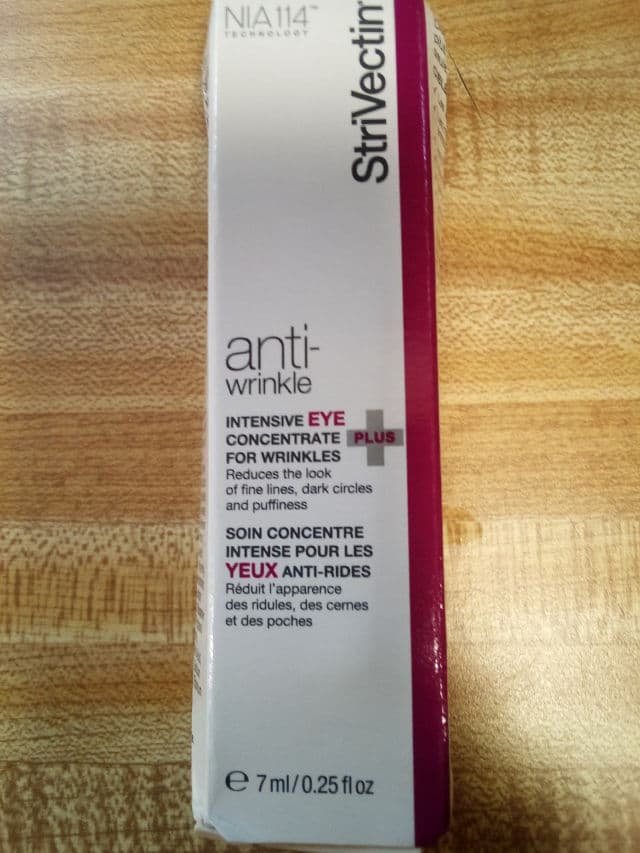 NIA114™
TECHNOLOGY
StriVectin
anti-
wrinkle
INTENSIVE EYE
CONCENTRATE PLUS
FOR WRINKLES
Reduces the look
of fine lines, dark circles
and puffiness
SOIN CONCENTRE
INTENSE POUR LES
YEUX ANTI-RIDES
Réduit l'apparence
des ridules, des cernes
et des poches
℮ 7 ml/0.25 fl oz